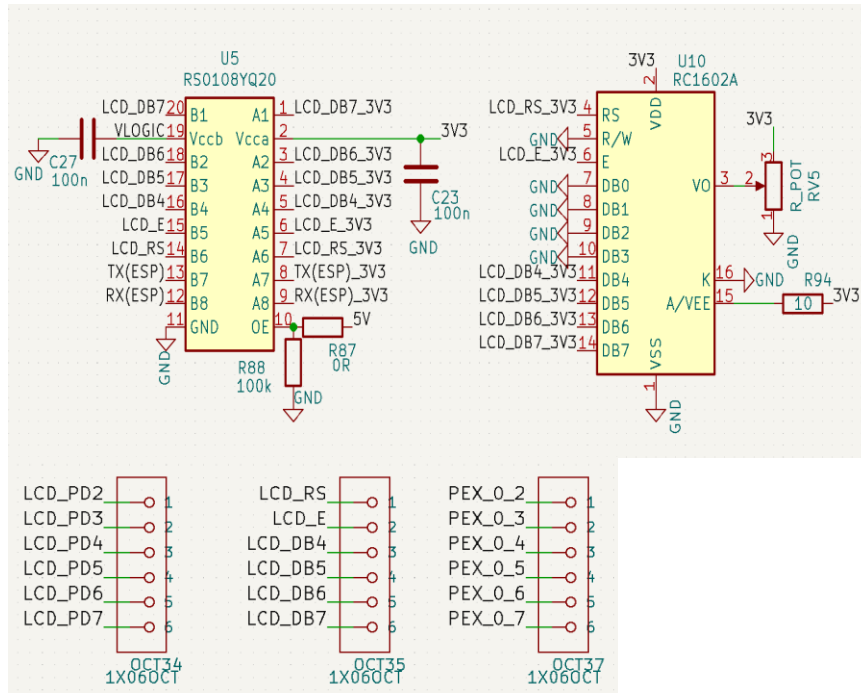 U5
RS0108YQ20
LCD_DB7 20 B1 A1 1 LCD_DB7_3V3
VLOGIC 19 Vccb Vcca 2 3V3
LCD_DB6 18 B2 A2 3 LCD_DB6_3V3
LCD_DB5 17 B3 A3 4 LCD_DB5_3V3
LCD_DB4 16 B4 A4 5 LCD_DB4_3V3
LCD_E 15 B5 A5 6 LCD_E_3V3
LCD_RS 14 B6 A6 7 LCD_RS_3V3
TX(ESP) 13 B7 A7 8 TX(ESP)_3V3
RX(ESP) 12 B8 A8 9 RX(ESP)_3V3
11 GND OE 10 5V
GND
C27
100n
C23
100n
GND
GND
R87
0R
R88
100k
GND
U10
RC1602A
3V3
2
VDD
LCD_RS_3V3 4 RS
GND 5 R/W
LCD_E_3V3 6 E
GND 7 DB0
GND 8 DB1
GND 9 DB2
GND 10 DB3
LCD_DB4_3V3 11 DB4
LCD_DB5_3V3 12 DB5
LCD_DB6_3V3 13 DB6
LCD_DB7_3V3 14 DB7
VO 3
K 16 GND
A/VEE 15
R94
10
3V3
VSS
1
GND
3V3
3
2
1
R_POT
RV5
GND
LCD_PD2 1
LCD_PD3 2
LCD_PD4 3
LCD_PD5 4
LCD_PD6 5
LCD_PD7 6
OCT34
1X06OCT
LCD_RS 1
LCD_E 2
LCD_DB4 3
LCD_DB5 4
LCD_DB6 5
LCD_DB7 6
OCT35
1X06OCT
PEX_0_2 1
PEX_0_3 2
PEX_0_4 3
PEX_0_5 4
PEX_0_6 5
PEX_0_7 6
OCT37
1X06OCT